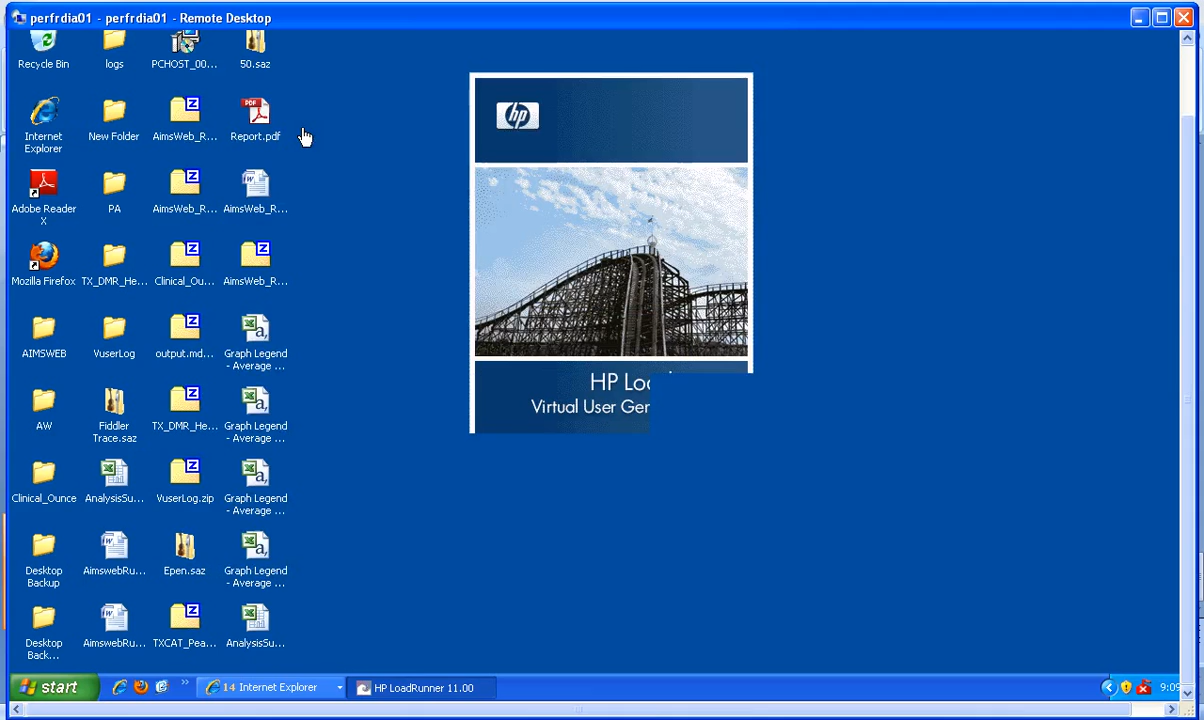 perfrdia01 - perfrdia01 - Remote Desktop
Recycle Bin
logs
PCHOST_00...
50.saz
Internet
Explorer
New Folder
AimsWeb_R...
PDF
Report.pdf
Adobe Reader
X
PA
AimsWeb_R...
AimsWeb_R...
Mozilla Firefox
TX_DMR_He...
Clinical_Ou...
AimsWeb_R...
AIMSWEB
VuserLog
output.md...
Graph Legend
- Average ...
AW
Fiddler
Trace.saz
TX_DMR_He...
Graph Legend
- Average ...
Clinical_Ounce
AnalysisSu...
VuserLog.zip
Graph Legend
- Average ...
Desktop
Backup
AimswebRu...
Epen.saz
Graph Legend
- Average ...
Desktop
Back...
AimswebRu...
TXCAT_Pea...
AnalysisSu...
hp
HP Loa
Virtual User Gen
start
14 Internet Explorer
HP LoadRunner 11.00
9:09